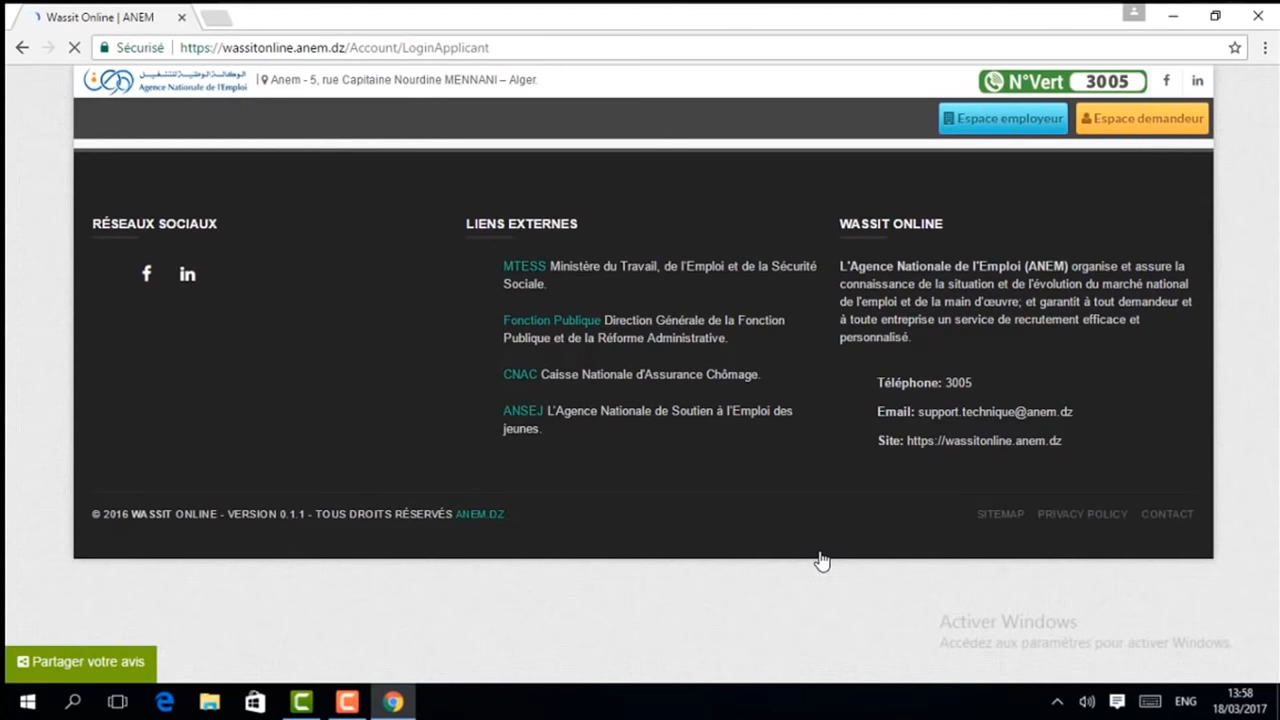 Wassit Online | ANEM
Sécurisé https://wassitonline.anem.dz/Account/LoginApplicant
الوكالة الوطنية للتشغيل
Agence Nationale de l'Emploi
| Anem - 5, rue Capitaine Nourdine MENNANI – Alger.
N°Vert 3005
Espace employeur
Espace demandeur
RÉSEAUX SOCIAUX
LIENS EXTERNES
MTESS Ministère du Travail, de l'Emploi et de la Sécurité
Sociale.
Fonction Publique Direction Générale de la Fonction
Publique et de la Réforme Administrative.
CNAC Caisse Nationale d'Assurance Chômage.
ANSEJ L'Agence Nationale de Soutien à l'Emploi des
jeunes.
WASSIT ONLINE
L'Agence Nationale de l'Emploi (ANEM) organise et assure la
connaissance de la situation et de l'évolution du marché national
de l'emploi et de la main d'œuvre; et garantit à tout demandeur et
à toute entreprise un service de recrutement efficace et
personnalisé.
Téléphone: 3005
Email: support.technique@anem.dz
Site: https://wassitonline.anem.dz
© 2016 WASSIT ONLINE - VERSION 0.1.1 - TOUS DROITS RÉSERVÉS ANEM.DZ
SITEMAP PRIVACY POLICY CONTACT
Activer Windows
Accédez aux paramètres pour activer Windows.
Partager votre avis
ENG
13:58
18/03/2017